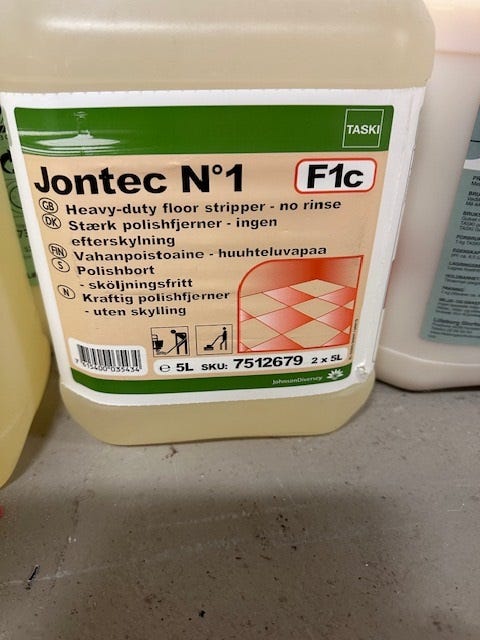 TASKI
Jontec N°1
F1c
GB Heavy-duty floor stripper - no rinse
DK Stærk polishfjerner - ingen
efterskylning
FIN Vahanpoistoaine - huuhteluvapaa
S Polishbort
- sköljningsfritt
N Kraftig polishfjerner
- uten skylling
e 5L SKU: 7512679 2 x 5L
JohnsonDiversey